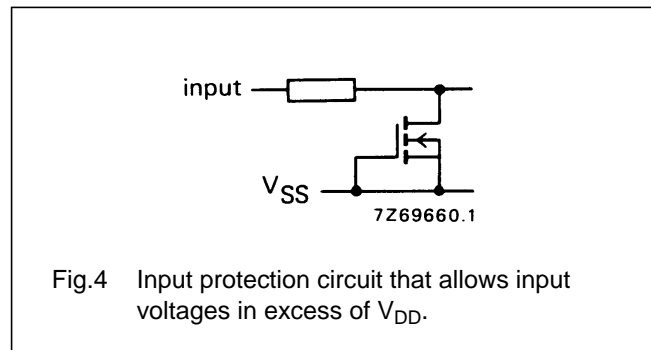 input
VSS
7Z69660.1
Fig.4 Input protection circuit that allows input
voltages in excess of VDD.